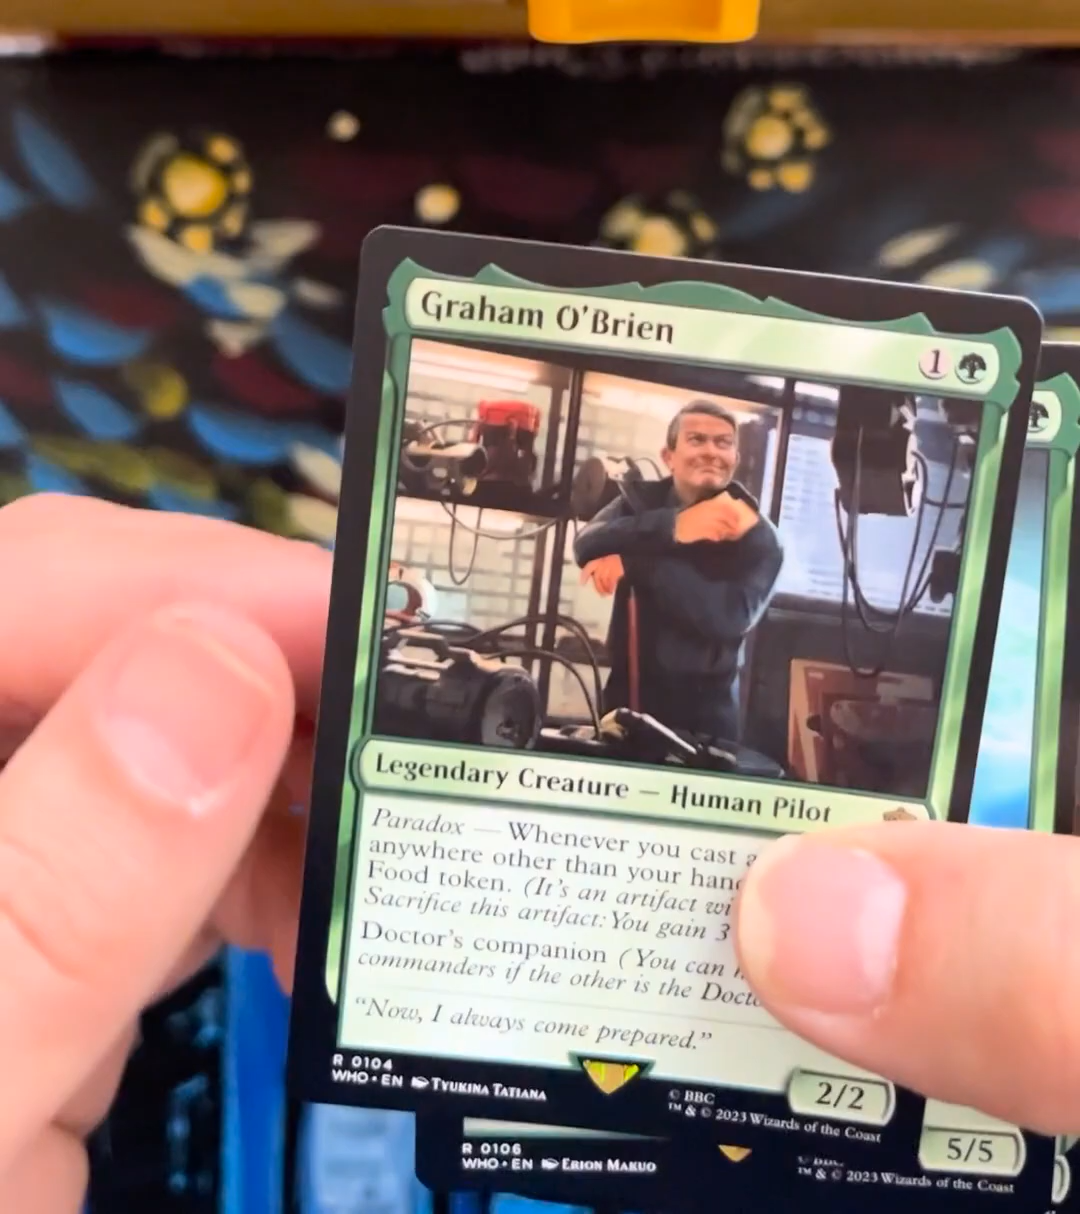 Graham O'Brien
1
Legendary Creature — Human Pilot
Paradox — Whenever you cast a
anywhere other than your hand
Food token. (It's an artifact wi
Sacrifice this artifact: You gain 3
Doctor's companion (You can
commanders if the other is the Docto
"Now, I always come prepared."
R 0104
WHO • EN TYUKINA TATIANA
© BBC
™ & © 2023 Wizards of the Coast
2/2
R 0106
WHO • EN ERION MAKUO
™ & © 2023 Wizards of the Coast
5/5